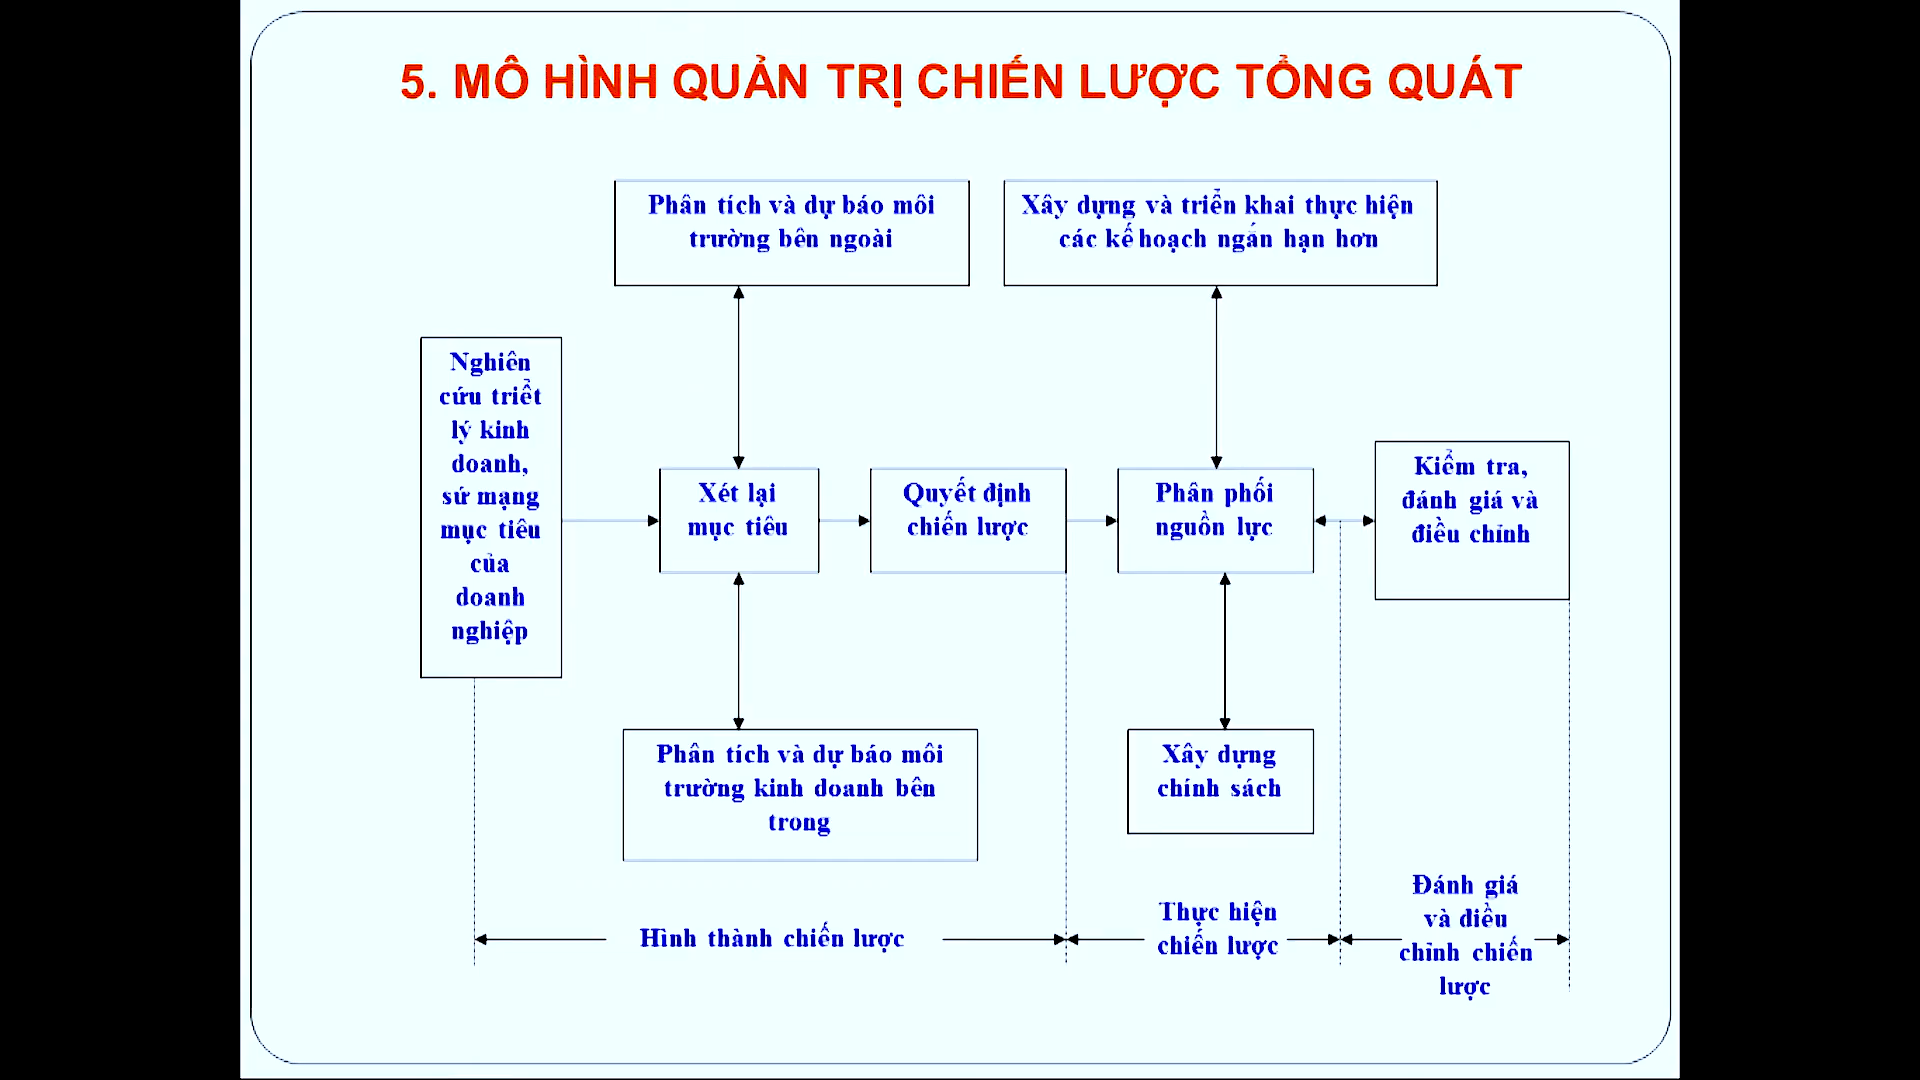 5. MÔ HÌNH QUẢN TRỊ CHIẾN LƯỢC TỔNG QUÁT
Phân tích và dự báo môi
trường bên ngoài
Xây dựng và triển khai thực hiện
các kế hoạch ngắn hạn hơn
Nghiên
cứu triết
lý kinh
doanh,
sứ mạng
mục tiêu
của
doanh
nghiệp
Xét lại
mục tiêu
Quyết định
chiến lược
Phân phối
nguồn lực
Kiểm tra,
đánh giá và
điều chỉnh
Phân tích và dự báo môi
trường kinh doanh bên
trong
Xây dựng
chính sách
Hình thành chiến lược
Thực hiện
chiến lược
Đánh giá
và điều
chỉnh chiến
lược